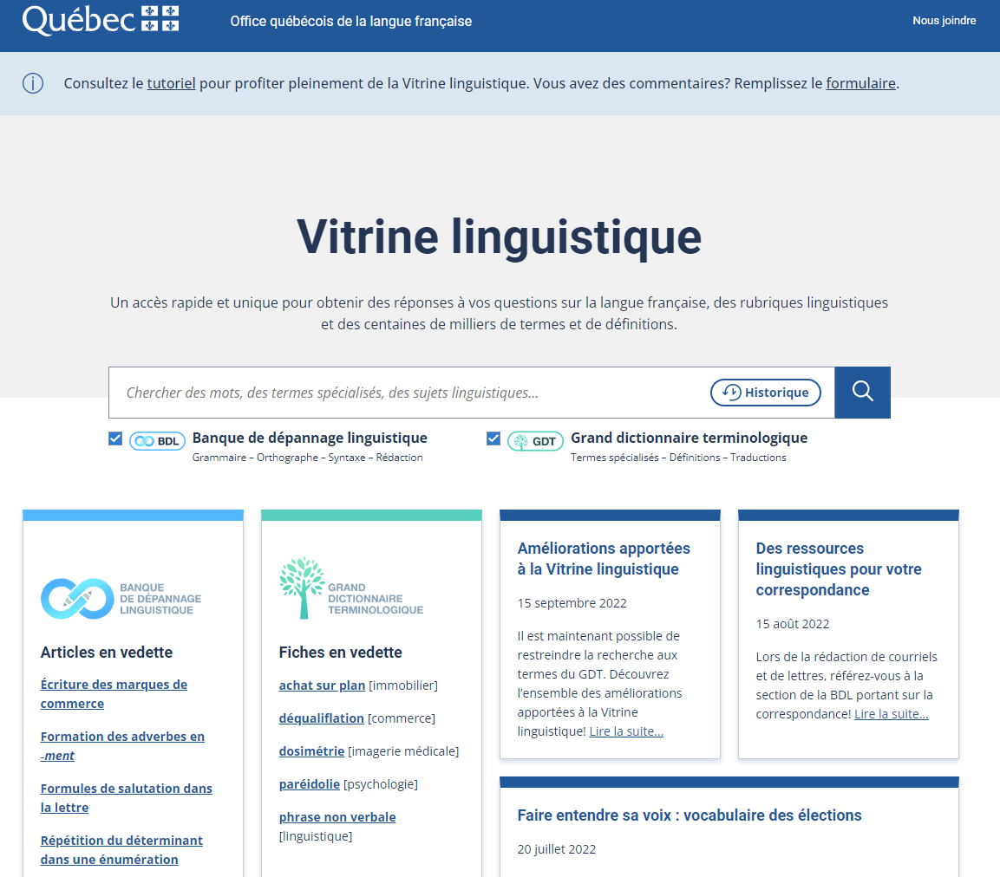 Québec
Office québécois de la langue française
Nous joindre
Consultez le tutoriel pour profiter pleinement de la Vitrine linguistique. Vous avez des commentaires? Remplissez le formulaire.
Vitrine linguistique
Un accès rapide et unique pour obtenir des réponses à vos questions sur la langue française, des rubriques linguistiques
et des centaines de milliers de termes et de définitions.
Chercher des mots, des termes spécialisés, des sujets linguistiques...
Historique
BDL
Banque de dépannage linguistique
Grammaire – Orthographe – Syntaxe – Rédaction
GDT
Grand dictionnaire terminologique
Termes spécialisés – Définitions – Traductions
BANQUE
DE DÉPANNAGE
LINGUISTIQUE
Articles en vedette
Écriture des marques de
commerce
Formation des adverbes en
-ment
Formules de salutation dans
la lettre
Répétition du déterminant
dans une énumération
GRAND
DICTIONNAIRE
TERMINOLOGIQUE
Fiches en vedette
achat sur plan [immobilier]
déqualiflation [commerce]
dosimétrie [imagerie médicale]
paréidolie [psychologie]
phrase non verbale
[linguistique]
Améliorations apportées
à la Vitrine linguistique
15 septembre 2022
Il est maintenant possible de
restreindre la recherche aux
termes du GDT. Découvrez
l’ensemble des améliorations
apportées à la Vitrine
linguistique! Lire la suite...
Des ressources
linguistiques pour votre
correspondance
15 août 2022
Lors de la rédaction de courriels
et de lettres, référez-vous à la
section de la BDL portant sur la
correspondance! Lire la suite...
Faire entendre sa voix : vocabulaire des élections
20 juillet 2022